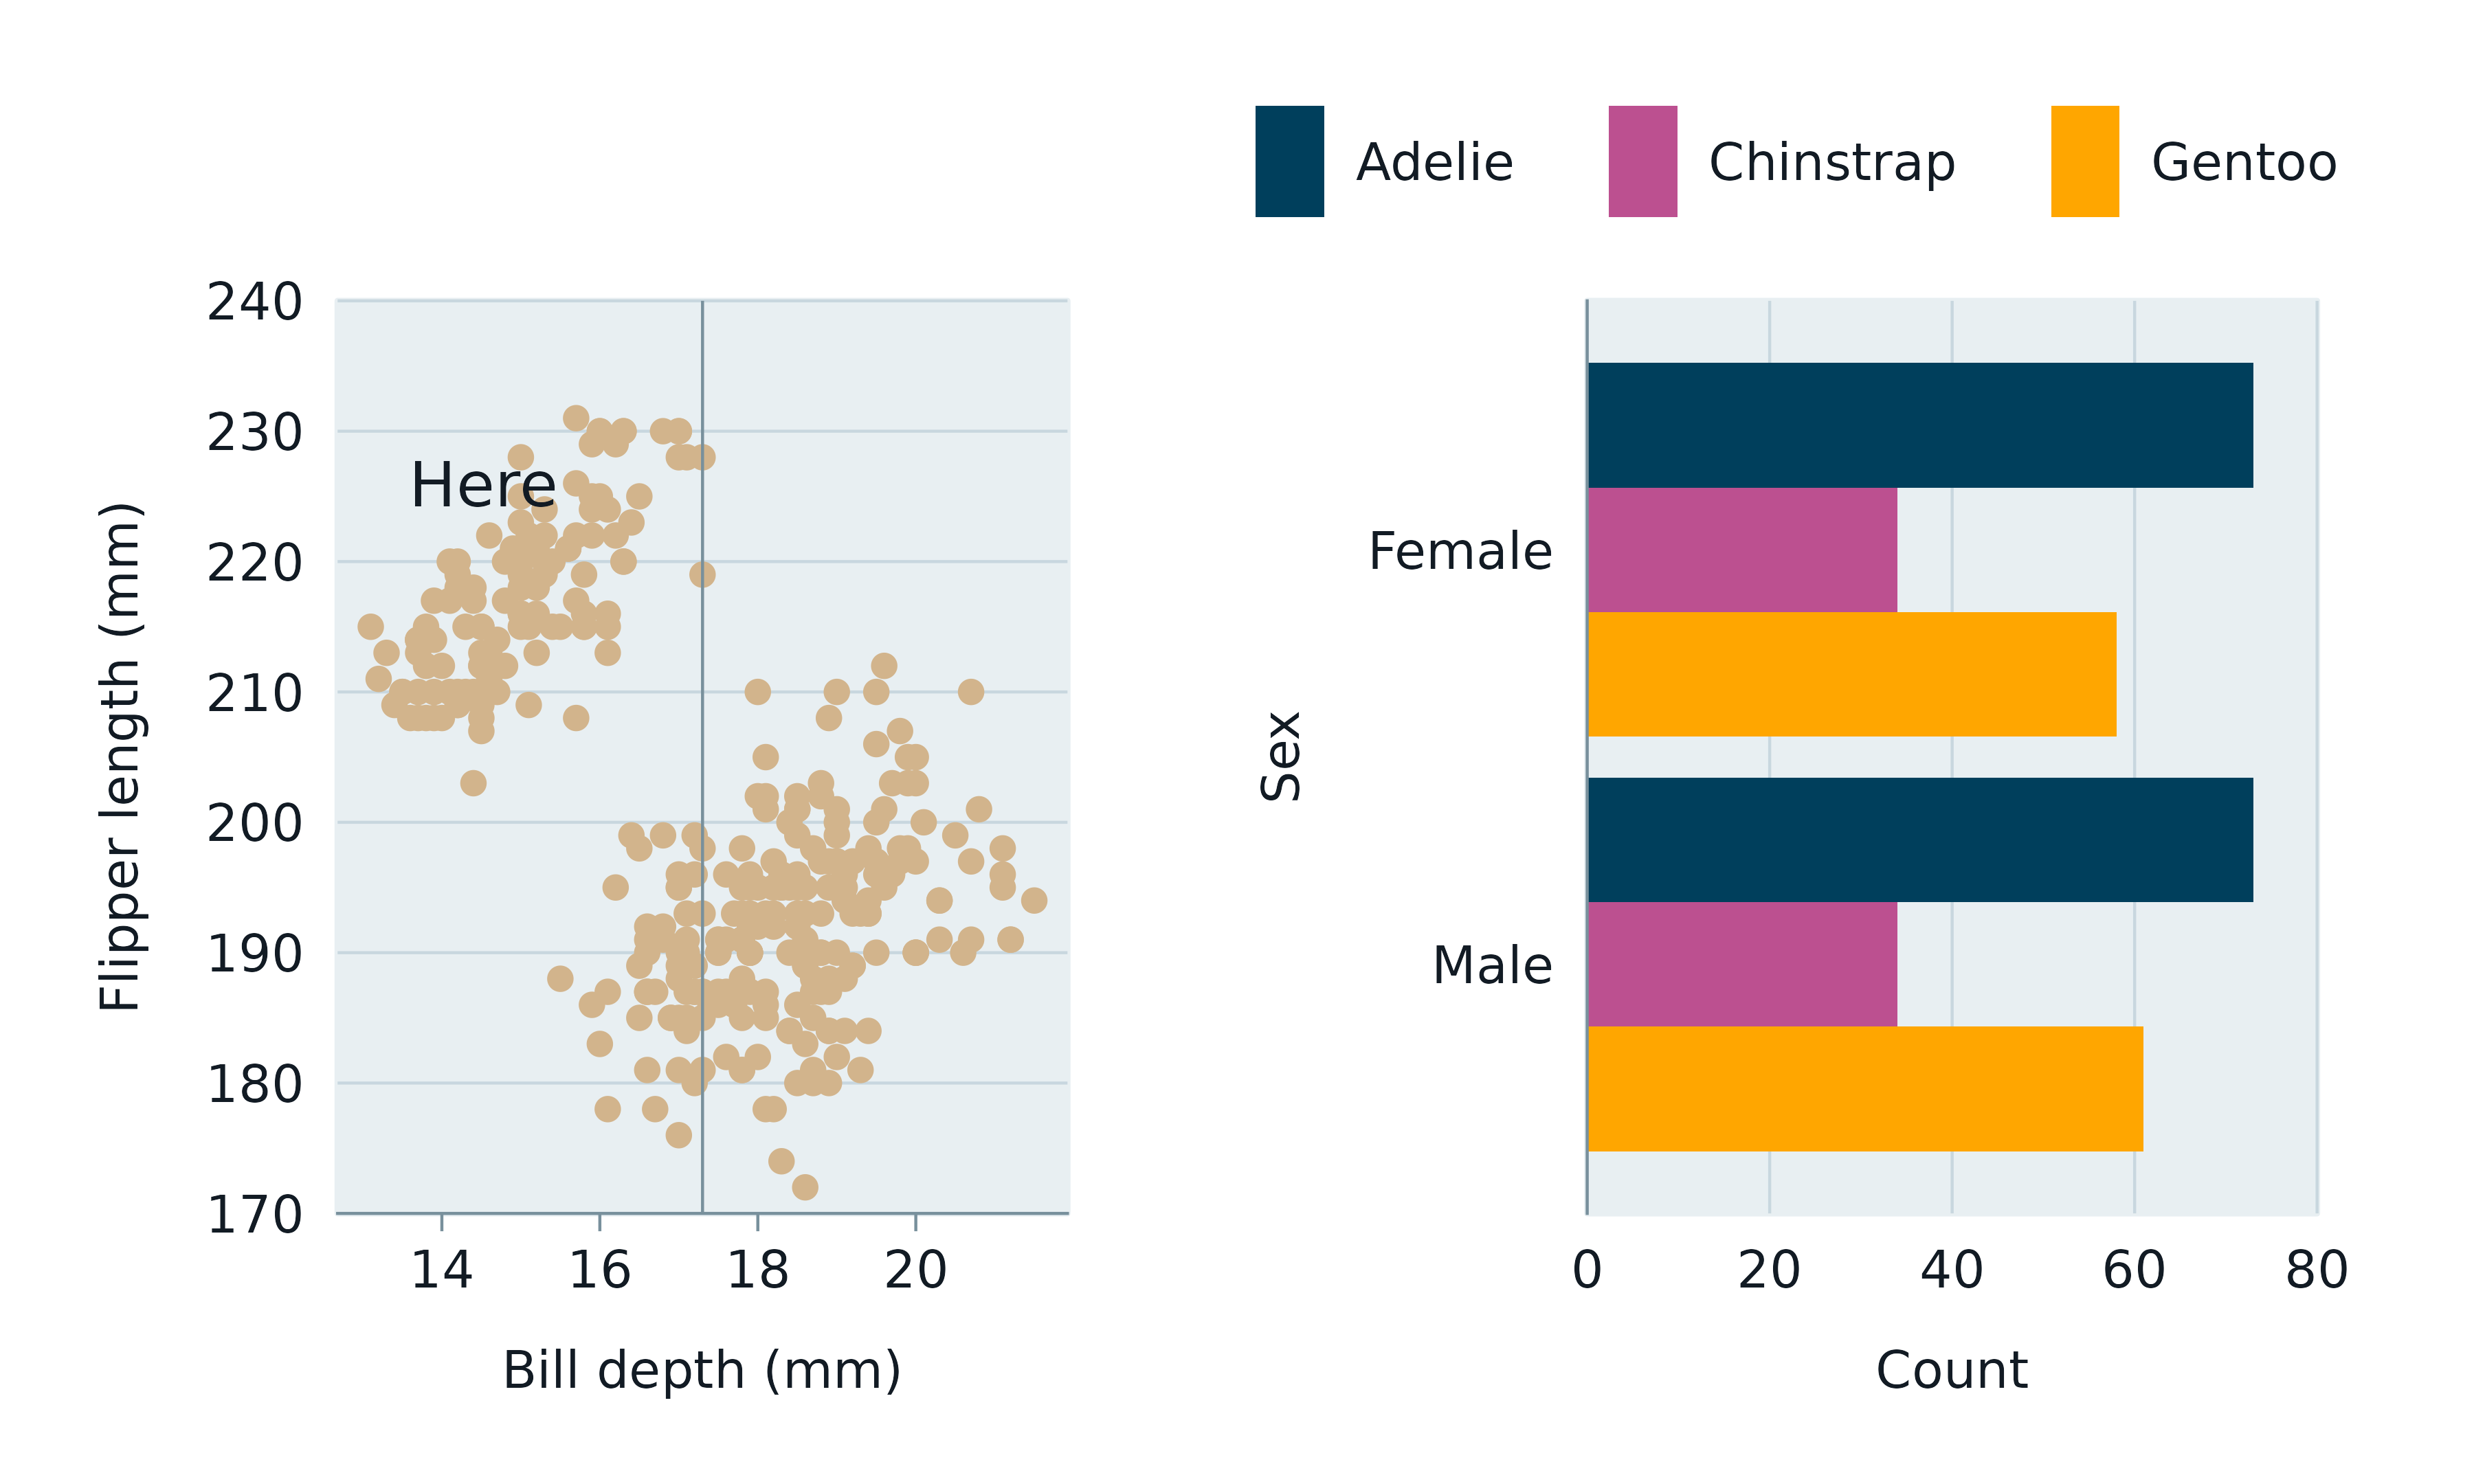 Adelie Chinstrap Gentoo
240
230
220
210
200
190
180
170
Flipper length (mm)
Here
14 16 18 20
Bill depth (mm)
Sex
Female
Male
0 20 40 60 80
Count